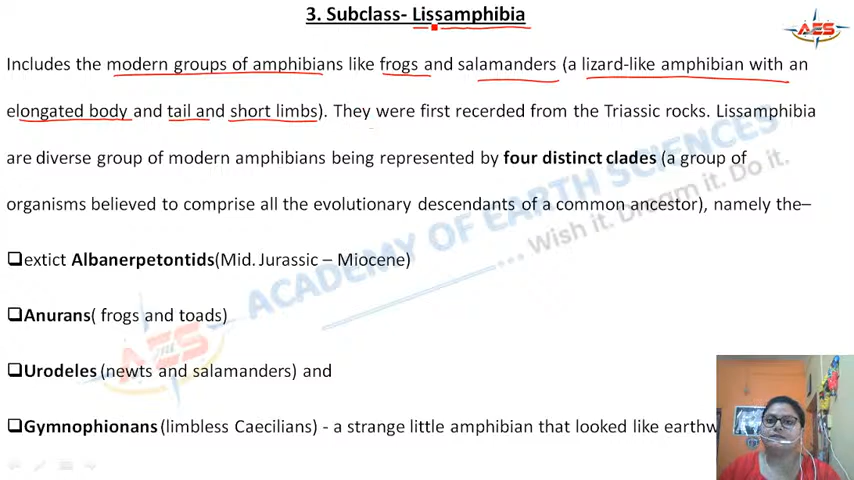 3. Subclass- Lissamphibia
AES
Includes the modern groups of amphibians like frogs and salamanders (a lizard-like amphibian with an
elongated body and tail and short limbs). They were first recerded from the Triassic rocks. Lissamphibia
are diverse group of modern amphibians being represented by four distinct clades (a group of
organisms believed to comprise all the evolutionary descendants of a common ancestor), namely the–
extict Albanerpetontids(Mid. Jurassic – Miocene)
Anurans( frogs and toads)
Urodeles (newts and salamanders) and
Gymnophionans (limbless Caecilians) - a strange little amphibian that looked like earthw
ACADEMY OF EARTH SCIENCES
... Wish it. Dream it. Do it.
AES